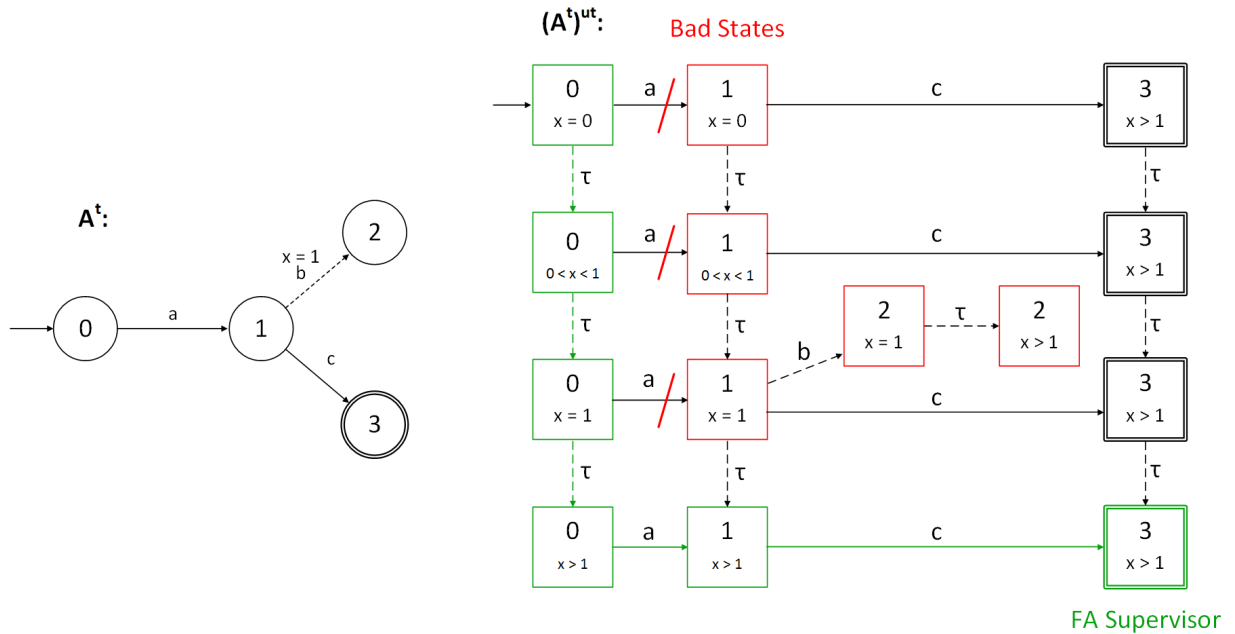 A^t:
0
a
1
x = 1
b
2
c
3
(A^t)^ut:
Bad States
0
x = 0
a
1
x = 0
c
3
x > 1
τ
τ
τ
0
0 < x < 1
a
1
0 < x < 1
c
3
x > 1
τ
τ
τ
b
2
x = 1
τ
2
x > 1
0
x = 1
a
1
x = 1
c
3
x > 1
τ
τ
τ
0
x > 1
a
1
x > 1
c
3
x > 1
FA Supervisor